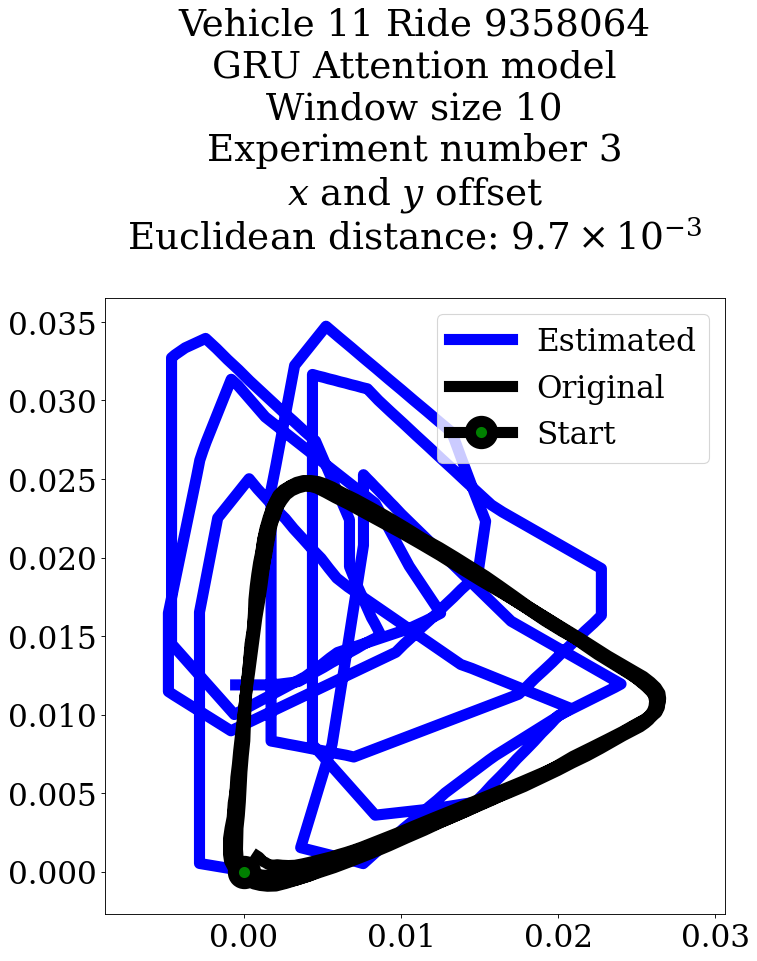 Vehicle 11 Ride 9358064
GRU Attention model
Window size 10
Experiment number 3
x and y offset
Euclidean distance: 9.7 × 10⁻³
0.035
0.030
0.025
0.020
0.015
0.010
0.005
0.000
Estimated
Original
Start
0.00 0.01 0.02 0.03